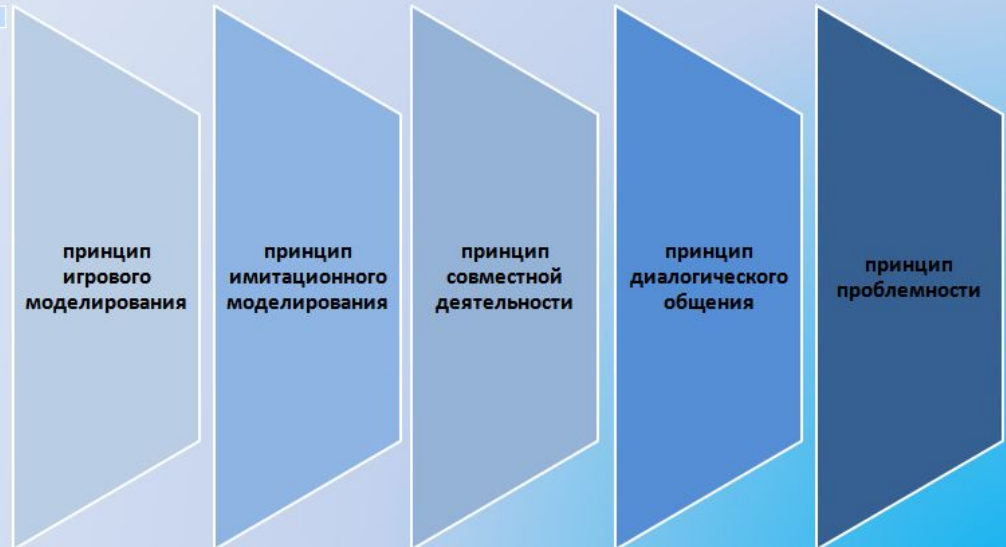 принцип
игрового
моделирования
принцип
имитационного
моделирования
принцип
совместной
деятельности
принцип
диалогического
общения
принцип
проблемности